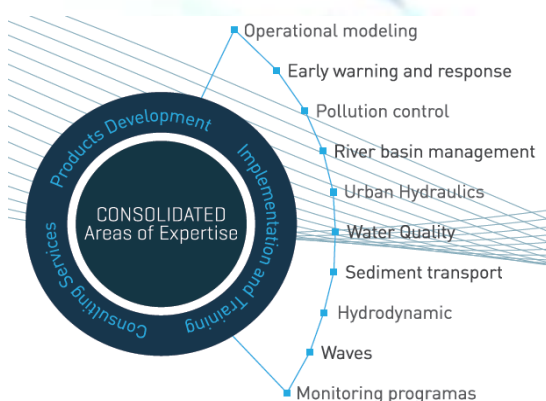 Operational modeling
Early warning and response
Pollution control
River basin management
Urban Hydraulics
Water Quality
Sediment transport
Hydrodynamic
Waves
Monitoring programas
Products Development
Implementation and Training
Consulting Services
CONSOLIDATED
Areas of Expertise